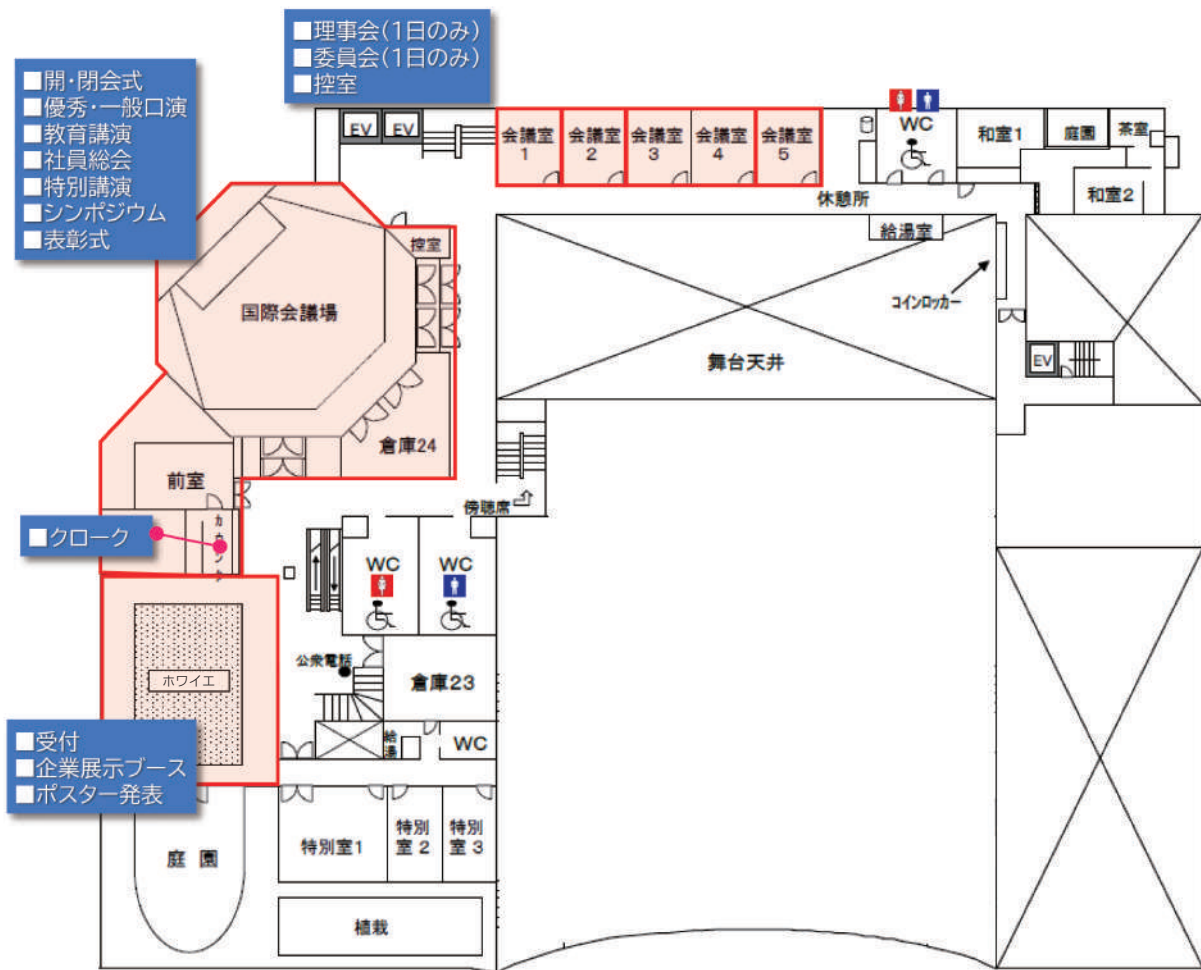 ■理事会(1日のみ)
■委員会(1日のみ)
■控室
■開・閉会式
■優秀・一般口演
■教育講演
■社員総会
■特別講演
■シンポジウム
■表彰式
EV
EV
会議室
1
会議室
2
会議室
3
会議室
4
会議室
5
WC
和室1
庭園
茶室
和室2
休憩所
控室
給湯室
コインロッカー
国際会議場
舞台天井
EV
倉庫24
前室
傍聴席
カウンター
■クローク
WC
WC
公衆電話
倉庫23
ホワイエ
給湯
WC
■受付
■企業展示ブース
■ポスター発表
庭園
特別室1
特別
室2
特別
室3
植栽